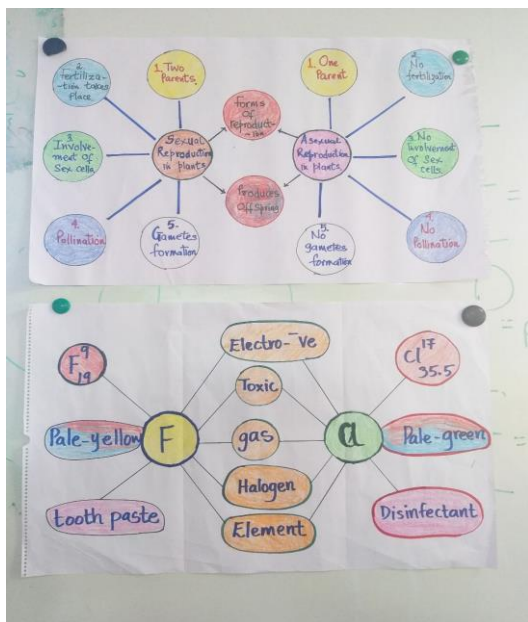 2.
fertiliza-
-tion takes
Place.
1. Two
Parents
1. One
Parent
2.
No
fertilization
forms
Of
Reproduct-
-ion
3.
Involve-
ment of
Sex cells.
Sexual
Reproduction
in plants
Asexual
Reproduction
in plants
3. No
Involvement
Of Sex
cells.
Produces
Offspring
4.
Pollination
5.
Gametes
formation
5.
No
gametes
formation
4.
No
Pollination
Electro-ve
F 9
19
Cl 17
35.5
Toxic
Pale-yellow
F
gas
Cl
Pale-green
Halogen
tooth paste
Disinfectant
Element